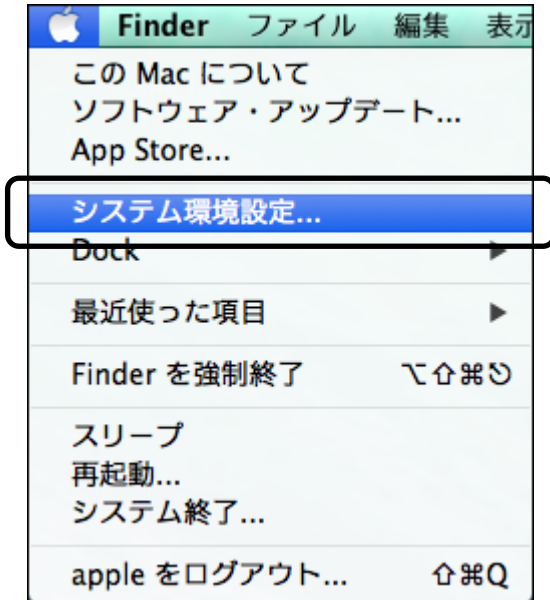 Finder ファイル 編集 表示
この Mac について
ソフトウェア・アップデート...
App Store...
システム環境設定...
Dock ▶
最近使った項目 ▶
Finder を強制終了 ⌥⇧⌘⎋
スリープ
再起動...
システム終了...
apple をログアウト... ⇧⌘Q